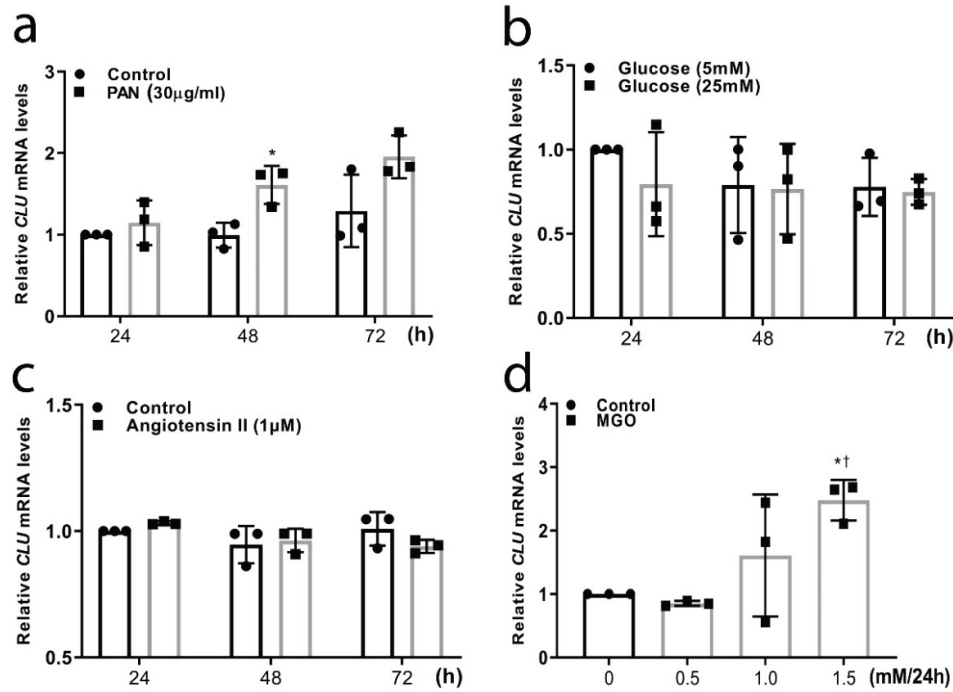 a
Control
PAN (30µg/ml)
Relative CLU mRNA levels
3
2
1
0
*
24
48
72
(h)
b
Glucose (5mM)
Glucose (25mM)
Relative CLU mRNA levels
1.5
1.0
0.5
0.0
24
48
72
(h)
c
Control
Angiotensin II (1µM)
Relative CLU mRNA levels
1.5
1.0
0.5
24
48
72
(h)
d
Control
MGO
Relative CLU mRNA levels
4
3
2
1
0
*†
0
0.5
1.0
1.5
(mM/24h)